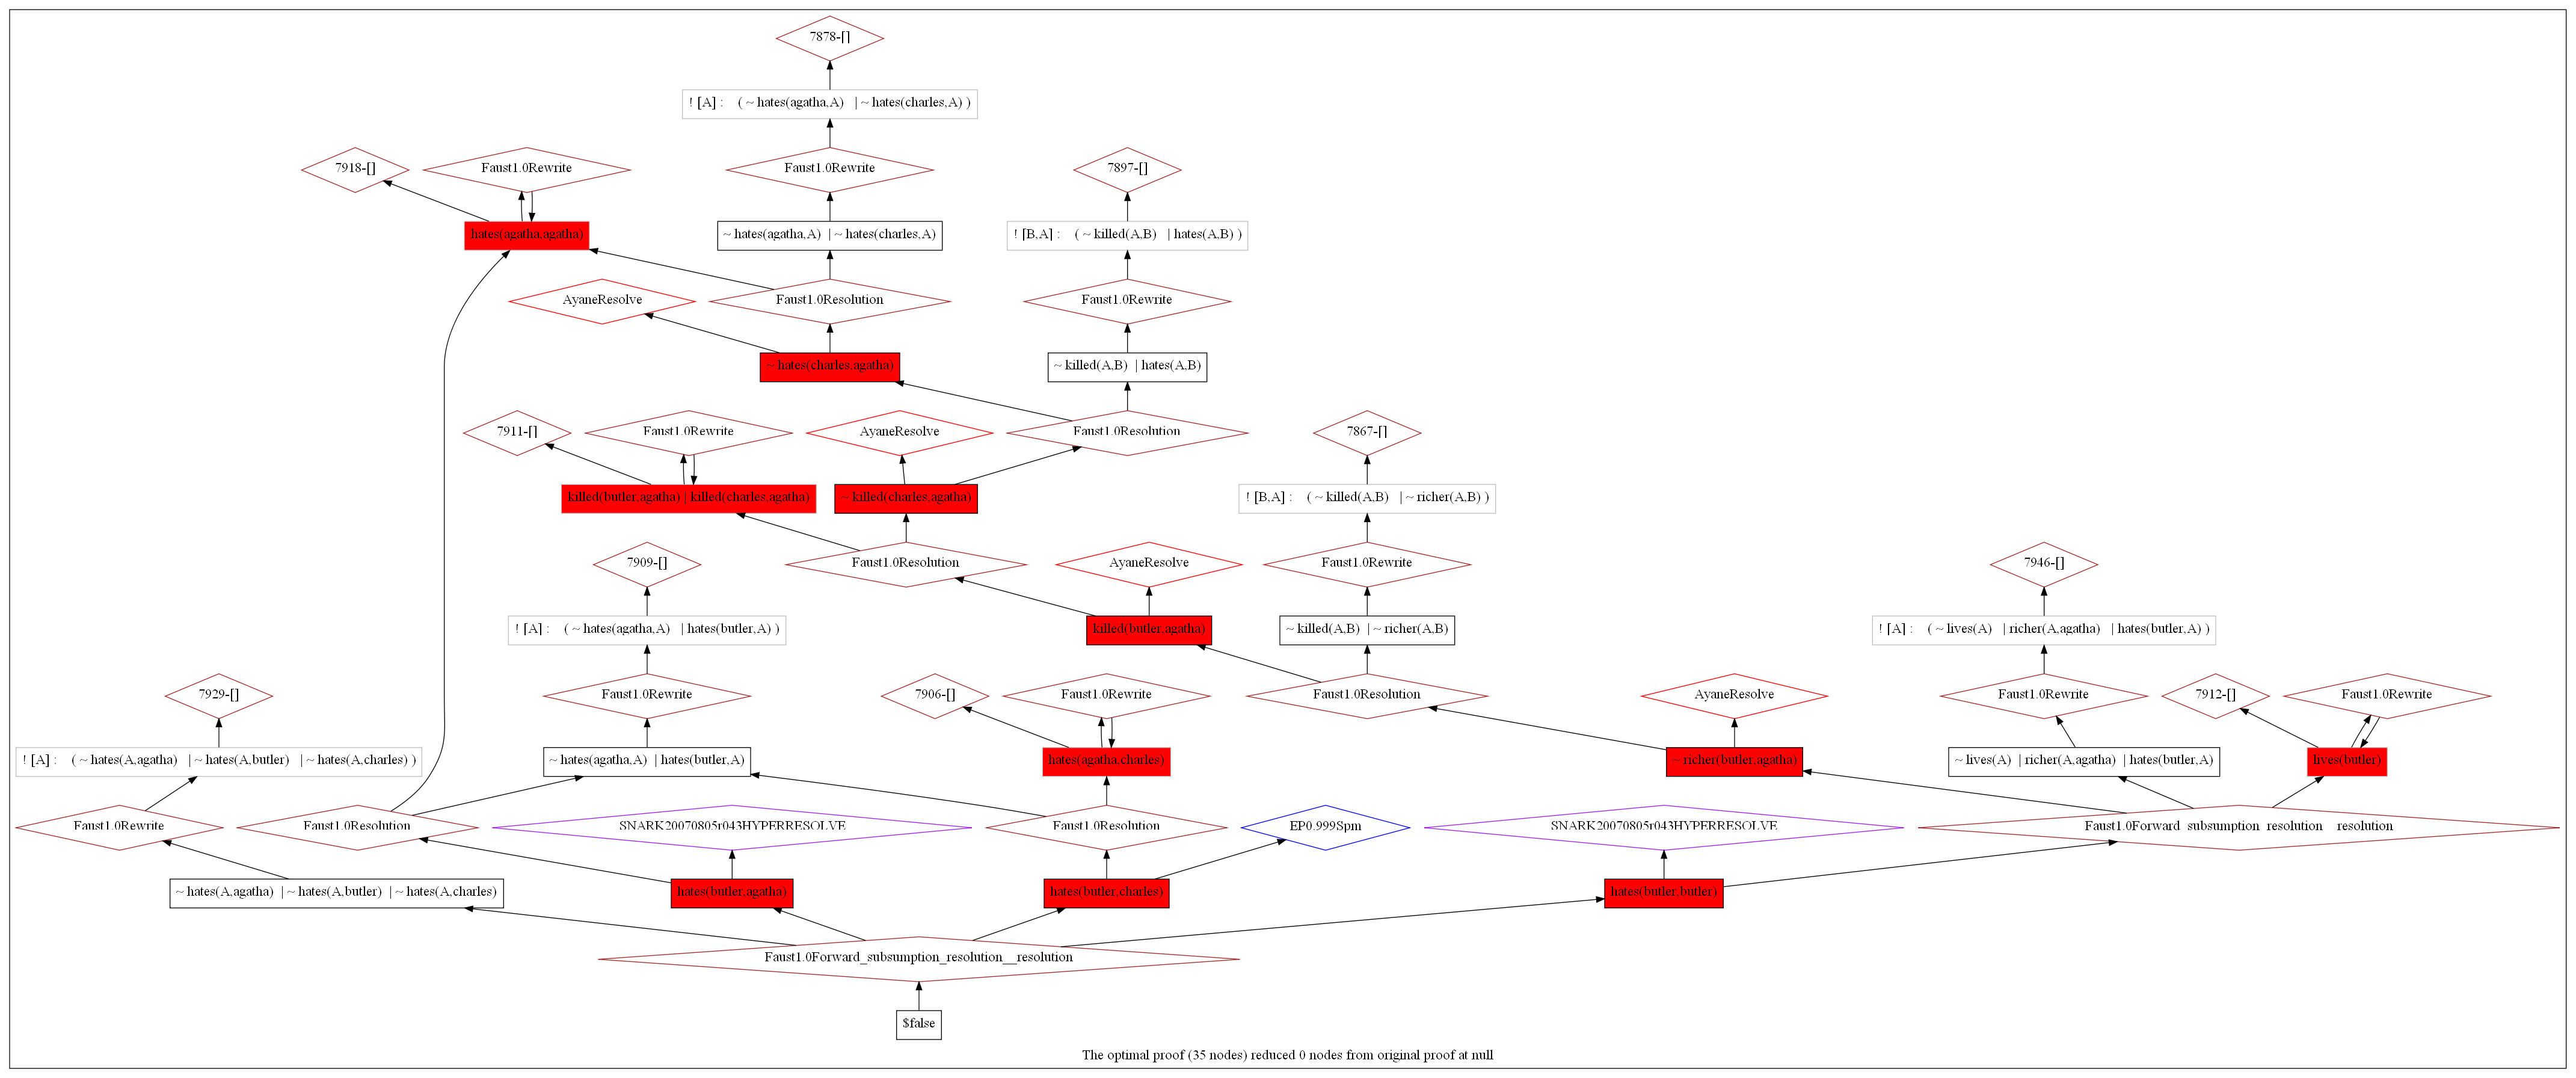 7878-[]
! [A] : ( ~ hates(agatha,A) | ~ hates(charles,A) )
7918-[]
Faust1.0Rewrite
Faust1.0Rewrite
7897-[]
hates(agatha,agatha)
~ hates(agatha,A) | ~ hates(charles,A)
! [B,A] : ( ~ killed(A,B) | hates(A,B) )
AyaneResolve
Faust1.0Resolution
Faust1.0Rewrite
~ hates(charles,agatha)
~ killed(A,B) | hates(A,B)
7911-[]
Faust1.0Rewrite
AyaneResolve
Faust1.0Resolution
7867-[]
killed(butler,agatha) | killed(charles,agatha)
~ killed(charles,agatha)
! [B,A] : ( ~ killed(A,B) | ~ richer(A,B) )
7909-[]
Faust1.0Resolution
AyaneResolve
Faust1.0Rewrite
7946-[]
! [A] : ( ~ hates(agatha,A) | hates(butler,A) )
killed(butler,agatha)
~ killed(A,B) | ~ richer(A,B)
! [A] : ( ~ lives(A) | richer(A,agatha) | hates(butler,A) )
7929-[]
Faust1.0Rewrite
7906-[]
Faust1.0Rewrite
Faust1.0Resolution
AyaneResolve
Faust1.0Rewrite
7912-[]
Faust1.0Rewrite
! [A] : ( ~ hates(A,agatha) | ~ hates(A,butler) | ~ hates(A,charles) )
~ hates(agatha,A) | hates(butler,A)
hates(agatha,charles)
~ richer(butler,agatha)
~ lives(A) | richer(A,agatha) | hates(butler,A)
lives(butler)
Faust1.0Rewrite
Faust1.0Resolution
SNARK20070805r043HYPERRESOLVE
Faust1.0Resolution
EP0.999Spm
SNARK20070805r043HYPERRESOLVE
Faust1.0Forward_subsumption_resolution__resolution
~ hates(A,agatha) | ~ hates(A,butler) | ~ hates(A,charles)
hates(butler,agatha)
hates(butler,charles)
hates(butler,butler)
Faust1.0Forward_subsumption_resolution__resolution
$false
The optimal proof (35 nodes) reduced 0 nodes from original proof at null